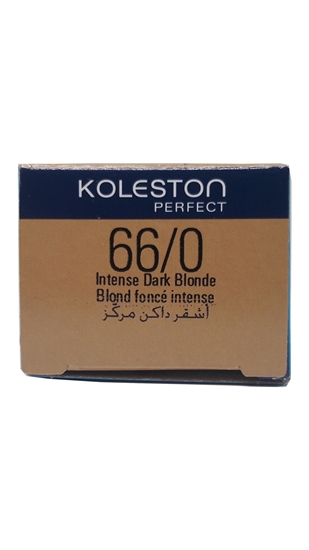 KOLESTON
PERFECT
66/0
Intense Dark Blonde
Blond foncé intense
أشقر داكن مركز